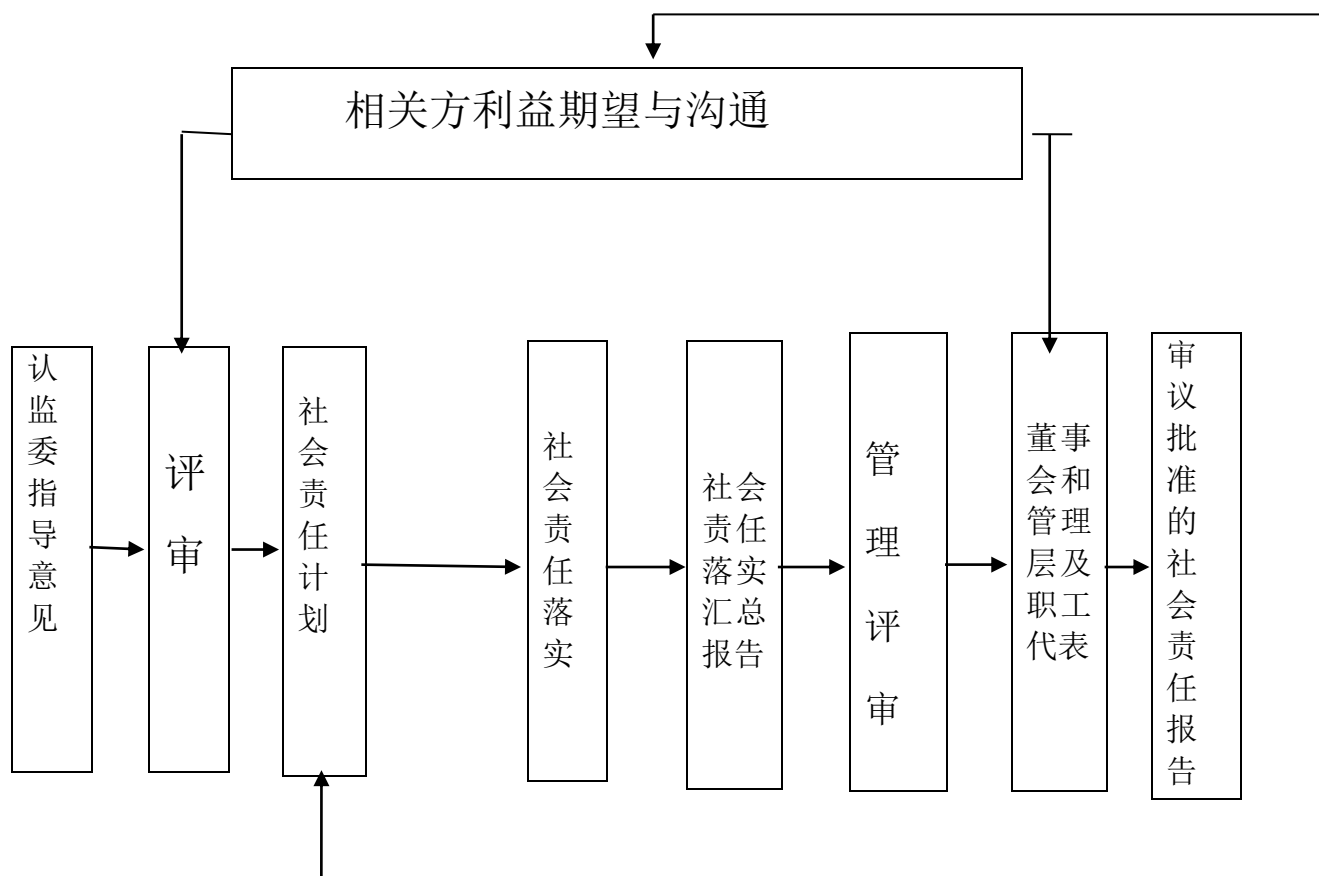 相关方利益期望与沟通
认监委指导意见
评审
社会责任计划
社会责任落实
社会
责任
落实
汇总
报告
管理评审
董事
会和
管理
层及
职工
代表
审议批准的社会责任报告